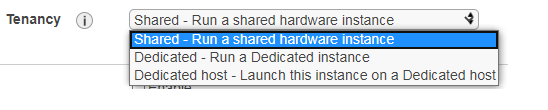 Tenancy i Shared - Run a shared hardware instance
Shared - Run a shared hardware instance
Dedicated - Run a Dedicated instance
Dedicated host - Launch this instance on a Dedicated host